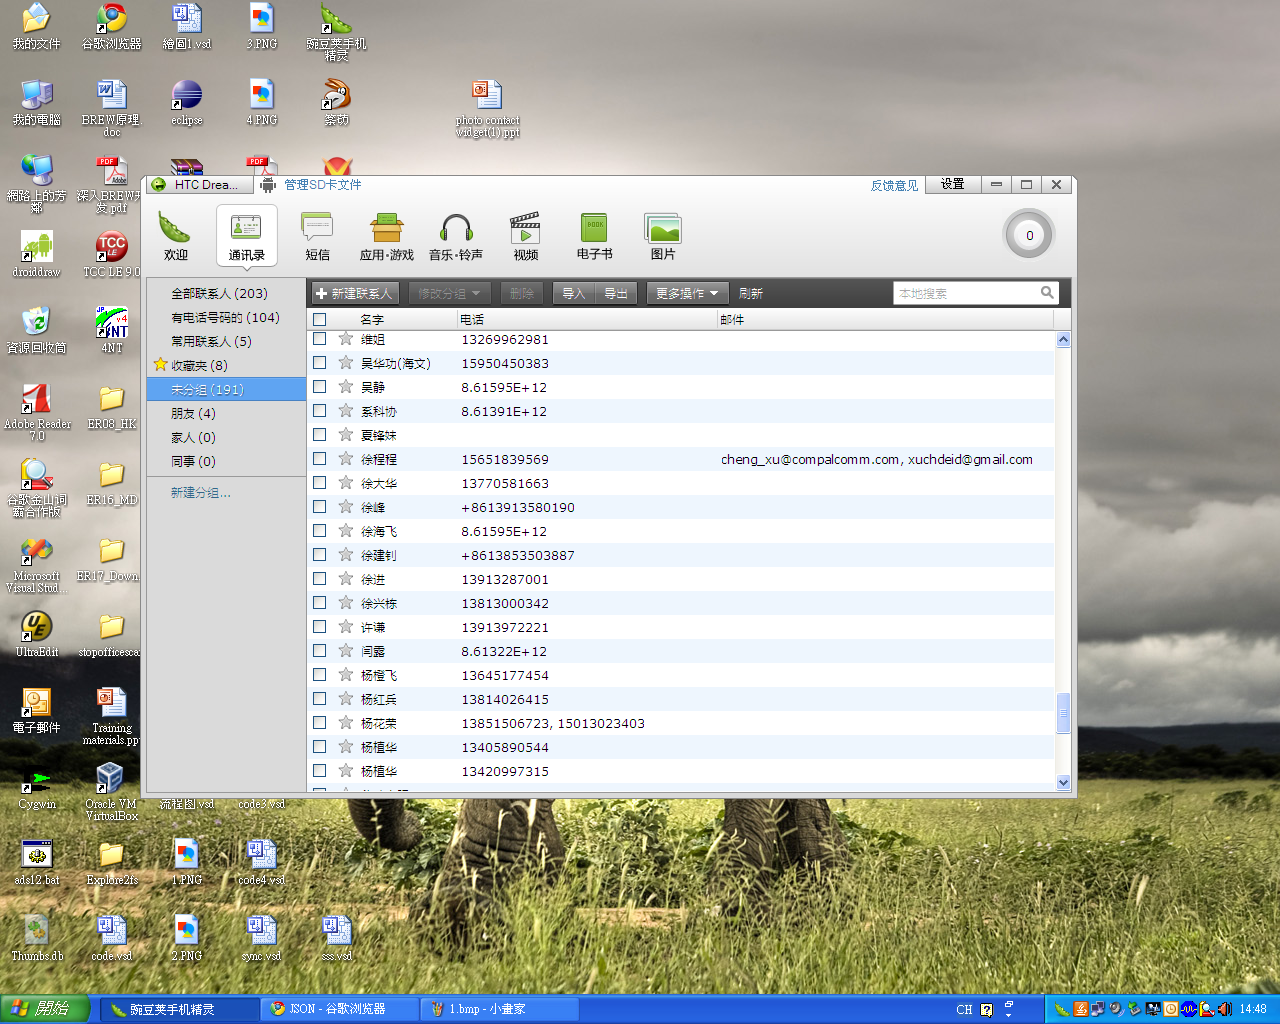 我的文件
谷歌浏览器
繪圖1.vsd
3.PNG
豌豆荚手机
精灵
我的電腦
BREW原理.
doc
eclipse
4.PNG
繁茴
photo contact
widget(1).ppt
網路上的芳
鄰
深入BREW开
发.pdf
droiddraw
TCC LE 9.0
資源回收筒
4NT
Adobe Reader
7.0
ER08_HK
谷歌金山词
霸合作版
ER16_MD
Microsoft
Visual Stud...
ER17_Down.
UltraEdit
stopofficesca
電子郵件
Training
materials.pp
Cygwin
Oracle VM
VirtualBox
流程图.vsd
code3.vsd
ads12.bat
Explore2fs
1.PNG
code4.vsd
Thumbs.db
code.vsd
2.PNG
sync.vsd
sss.vsd
HTC Drea...
管理SD卡文件
反馈意见
设置
欢迎
通讯录
短信
应用·游戏
音乐·铃声
视频
电子书
图片
0
全部联系人 (203)
有电话号码的 (104)
常用联系人 (5)
收藏夹 (8)
未分组 (191)
朋友 (4)
家人 (0)
同事 (0)
新建分组...
新建联系人 修改分组 删除 导入 导出 更多操作 刷新 本地搜索
名字 电话 邮件
维姐 13269962981
吴华功(海文) 15950450383
吴静 8.61595E+12
系科协 8.61391E+12
夏锋妹
徐程程 15651839569 cheng_xu@compalcomm.com, xuchdeid@gmail.com
徐大华 13770581663
徐峰 +8613913580190
徐海飞 8.61595E+12
徐建钊 +8613853503887
徐进 13913287001
徐兴栋 13813000342
许谦 13913972221
闫露 8.61322E+12
杨橙飞 13645177454
杨红兵 13814026415
杨花荣 13851506723, 15013023403
杨植华 13405890544
杨植华 13420997315
開始
豌豆荚手机精灵
JSON - 谷歌浏览器
1.bmp - 小畫家
CH
14:48